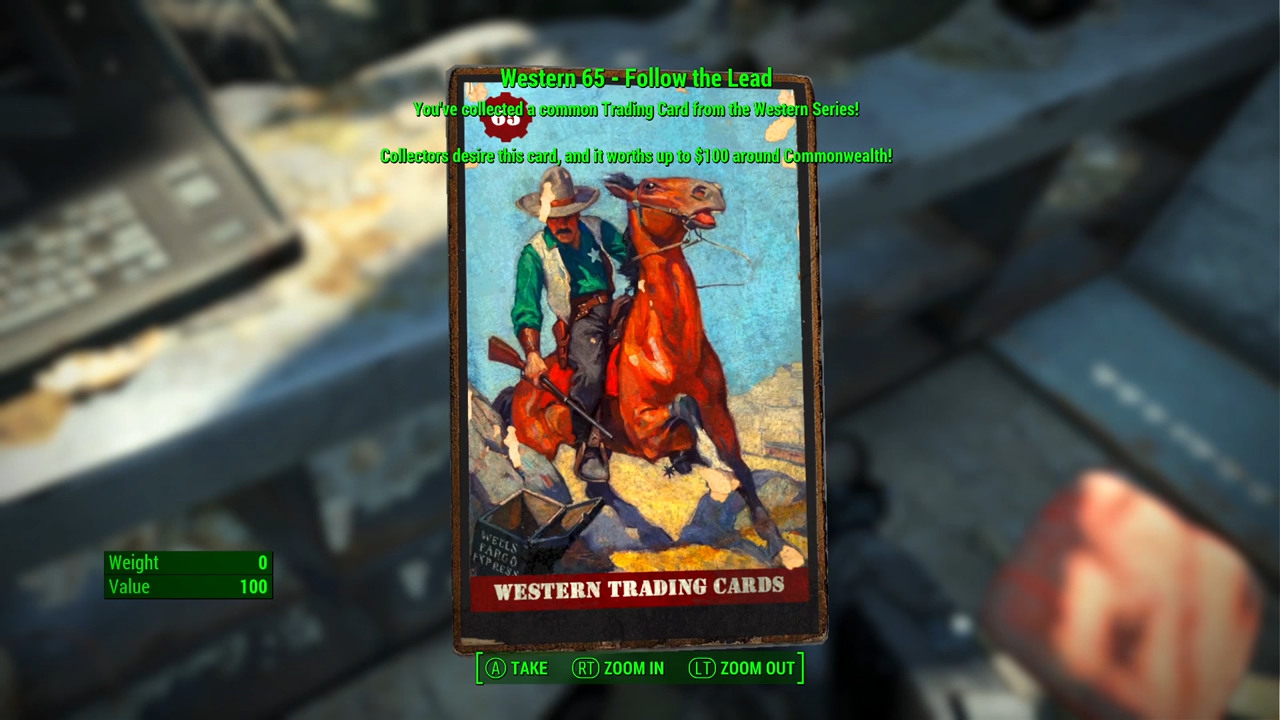 Western 65 - Follow the Lead
You've collected a common Trading Card from the Western Series!
65
Collectors desire this card, and it worths up to $100 around Commonwealth!
WELLS
FARGO
EXPRESS
Weight 0
Value 100
WESTERN TRADING CARDS
A TAKE RT ZOOM IN LT ZOOM OUT